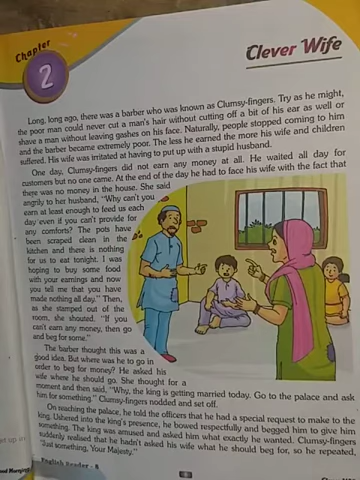 Chapter
2
Clever Wife
Long, long ago, there was a barber who was known as Clumsy-fingers. Try as he might,
the poor man could never cut a man's hair without cutting off a bit of his ear as well or
shave a man without leaving gashes on his face. Naturally, people stopped coming to him
and the barber became extremely poor. The less he earned the more his wife and children
suffered. His wife was irritated at having to put up with a stupid husband.
One day, Clumsy-fingers did not earn any money at all. He waited all day for
customers but no one came. At the end of the day he had to face his wife with the fact that
there was no money in the house. She said
angrily to her husband, "Why can't you
earn at least enough to feed us each
day even if you can't provide for
any comforts? The pots have
been scraped clean in the
kitchen and there is nothing
for us to eat tonight. I was
hoping to buy some food
with your earnings and now
you tell me that you have
made nothing all day." Then,
as she stamped out of the
room, she shouted. "If you
can't earn any money, then go
and beg for some."
The barber thought this was a
good idea. But where was he to go in
order to beg for money? He asked his
wife where he should go. She thought for a
moment and then said, "Why, the king is getting married today. Go to the palace and ask
him for something." Clumsy-fingers nodded and set off.
On reaching the palace, he told the officers that he had a special request to make to the
king. Ushered into the king's presence, he bowed respectfully and begged him to give him
something. The king was amused and asked him what exactly he wanted. Clumsy-fingers
suddenly realised that he hadn't asked his wife what he should beg for, so he repeated,
"Just something, Your Majesty."
English Reader - 8